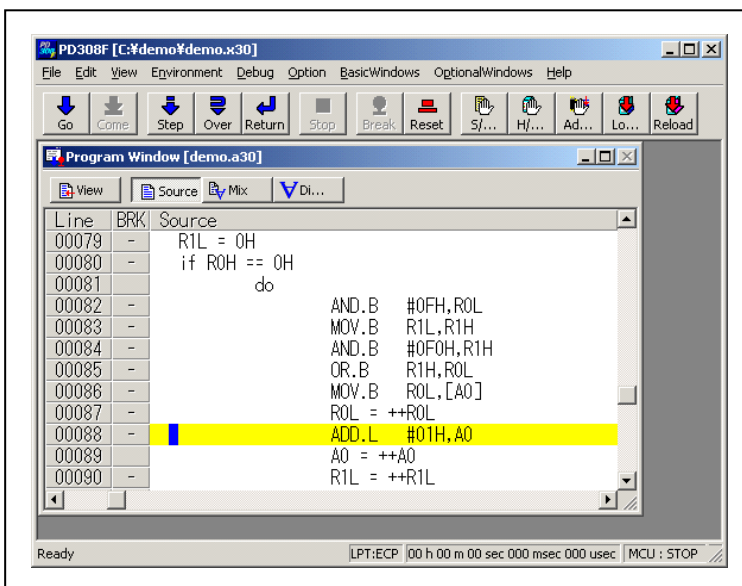 PD308F [C:¥demo¥demo.x30]
File Edit View Environment Debug Option BasicWindows OptionalWindows Help
Go Come Step Over Return Stop Break Reset S/... H/... Ad... Lo... Reload
Program Window [demo.a30]
View Source Mix Di...
Line BRK Source
00079 - R1L = 0H
00080 - if R0H == 0H
00081 do
00082 - AND.B #0FH,R0L
00083 - MOV.B R1L,R1H
00084 - AND.B #0F0H,R1H
00085 - OR.B R1H,R0L
00086 - MOV.B R0L,[A0]
00087 - R0L = ++R0L
00088 - ADD.L #01H,A0
00089 A0 = ++A0
00090 - R1L = ++R1L
Ready LPT:ECP 00 h 00 m 00 sec 000 msec 000 usec MCU : STOP